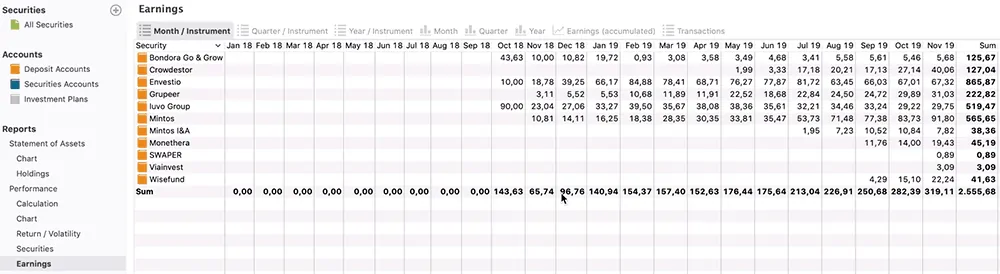 Securities
All Securities
Accounts
Deposit Accounts
Securities Accounts
Investment Plans
Reports
Statement of Assets
Chart
Holdings
Performance
Calculation
Chart
Return / Volatility
Securities
Earnings
Earnings
Month / Instrument Quarter / Instrument Year / Instrument Month Quarter Year Earnings (accumulated) Transactions
Security Jan 18 Feb 18 Mar 18 Apr 18 May 18 Jun 18 Jul 18 Aug 18 Sep 18 Oct 18 Nov 18 Dec 18 Jan 19 Feb 19 Mar 19 Apr 19 May 19 Jun 19 Jul 19 Aug 19 Sep 19 Oct 19 Nov 19 Sum
Bondora Go & Grow 43,63 10,00 10,82 19,72 0,93 3,08 3,58 3,49 4,68 3,41 5,58 5,61 5,46 5,68 125,67
Crowdestor 1,99 3,33 17,18 20,21 17,13 27,14 40,06 127,04
Envestio 10,00 18,78 39,25 66,17 84,88 78,41 68,71 76,27 77,87 81,72 63,45 66,03 67,01 67,32 865,87
Grupeer 3,11 5,52 5,53 10,68 11,89 11,91 22,52 18,68 22,84 24,50 24,72 29,89 31,03 222,82
Iuvo Group 90,00 23,04 27,06 33,27 39,50 35,67 38,08 38,36 35,61 32,21 34,46 33,24 29,22 29,75 519,47
Mintos 10,81 14,11 16,25 18,38 28,35 30,35 33,81 35,47 53,73 71,48 77,38 83,73 91,80 565,65
Mintos I&A 1,95 7,23 10,52 10,84 7,82 38,36
Monethera 11,76 14,00 19,43 45,19
SWAPER 0,89 0,89
Viainvest 3,09 3,09
Wisefund 4,29 15,10 22,24 41,63
Sum 0,00 0,00 0,00 0,00 0,00 0,00 0,00 0,00 0,00 143,63 65,74 96,76 140,94 154,37 157,40 152,63 176,44 175,64 213,04 226,91 250,68 282,39 319,11 2.555,68